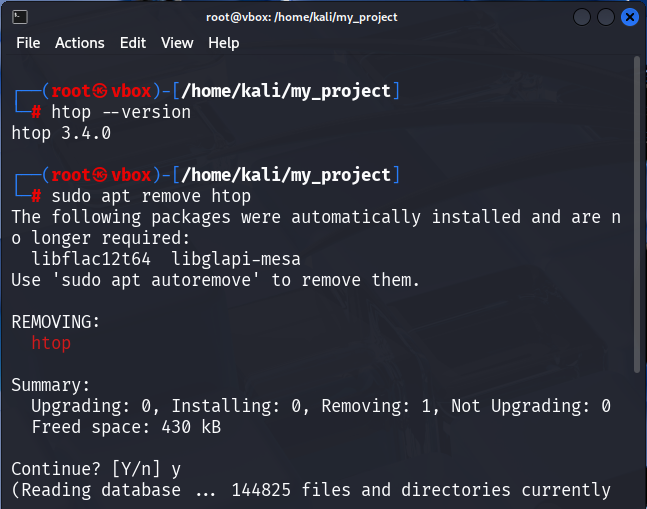 root@vbox: /home/kali/my_project
File Actions Edit View Help
┌──(root㉿vbox)-[/home/kali/my_project]
└─# htop --version
htop 3.4.0
┌──(root㉿vbox)-[/home/kali/my_project]
└─# sudo apt remove htop
The following packages were automatically installed and are n
o longer required:
  libflac12t64  libglapi-mesa
Use 'sudo apt autoremove' to remove them.
REMOVING:
  htop
Summary:
  Upgrading: 0, Installing: 0, Removing: 1, Not Upgrading: 0
  Freed space: 430 kB
Continue? [Y/n] y
(Reading database ... 144825 files and directories currently